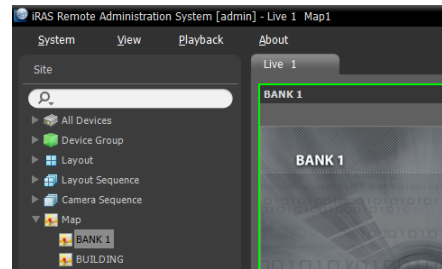 iRAS Remote Administration System [admin] - Live 1 Map1
System View Playback About
Site
Live 1
All Devices
Device Group
Layout
Layout Sequence
Camera Sequence
Map
BANK 1
BUILDING
BANK 1
BANK 1